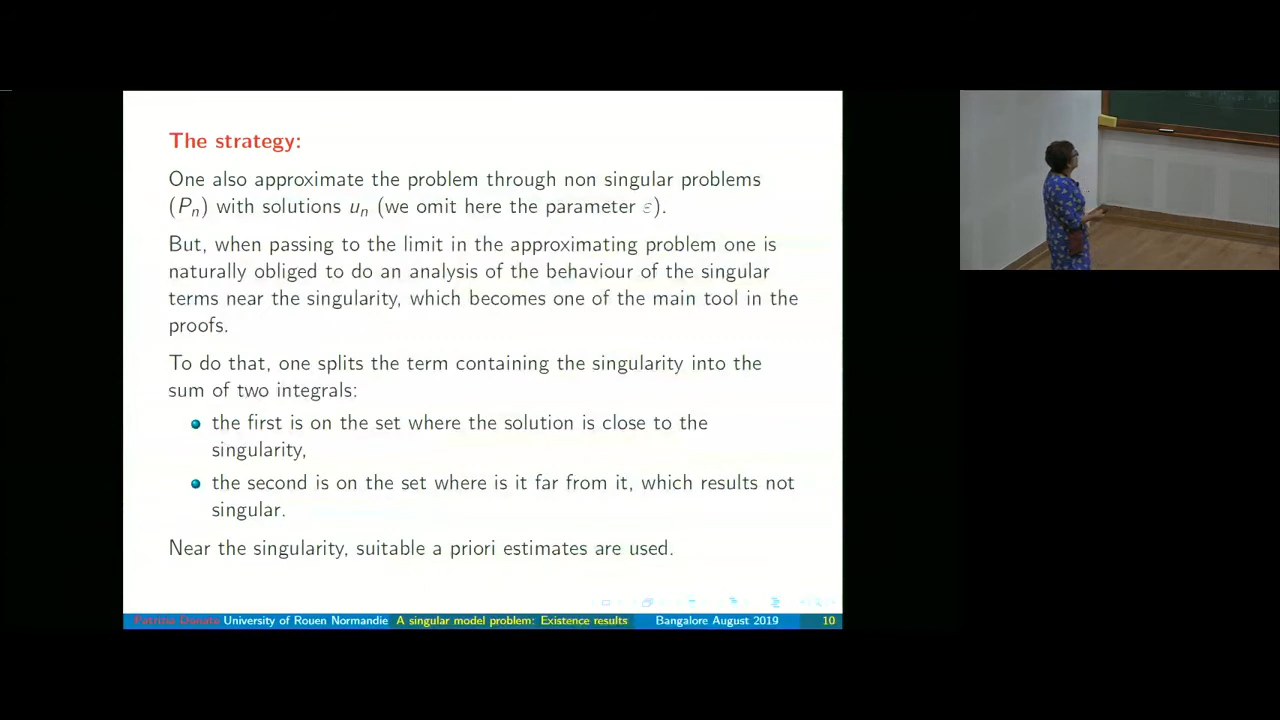 The strategy:
One also approximate the problem through non singular problems
(Pn) with solutions un (we omit here the parameter ε).
But, when passing to the limit in the approximating problem one is
naturally obliged to do an analysis of the behaviour of the singular
terms near the singularity, which becomes one of the main tool in the
proofs.
To do that, one splits the term containing the singularity into the
sum of two integrals:
the first is on the set where the solution is close to the
singularity,
the second is on the set where is it far from it, which results not
singular.
Near the singularity, suitable a priori estimates are used.
Patrizia Donato University of Rouen Normandie A singular model problem: Existence results Bangalore August 2019 10